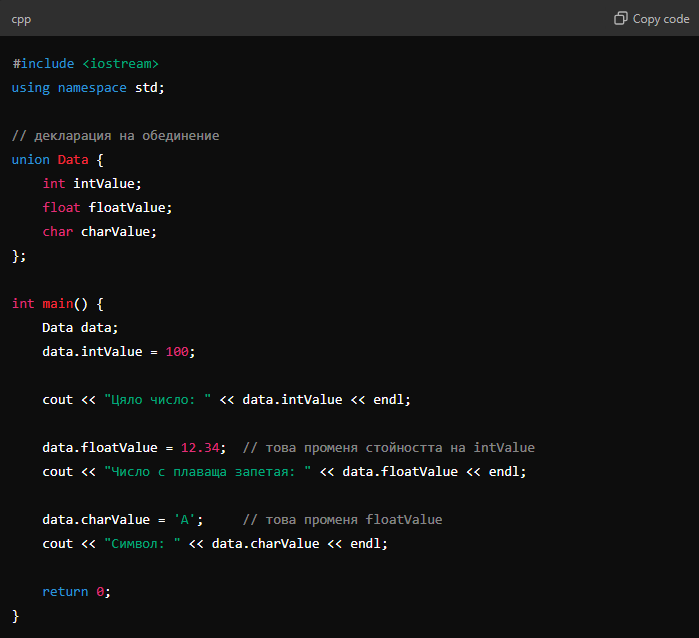 cpp
Copy code
#include <iostream>
using namespace std;
// декларация на обединение
union Data {
    int intValue;
    float floatValue;
    char charValue;
};
int main() {
    Data data;
    data.intValue = 100;
    cout << "Цяло число: " << data.intValue << endl;
    data.floatValue = 12.34;  // това променя стойността на intValue
    cout << "Число с плаваща запетая: " << data.floatValue << endl;
    data.charValue = 'A';     // това променя floatValue
    cout << "Символ: " << data.charValue << endl;
    return 0;
}